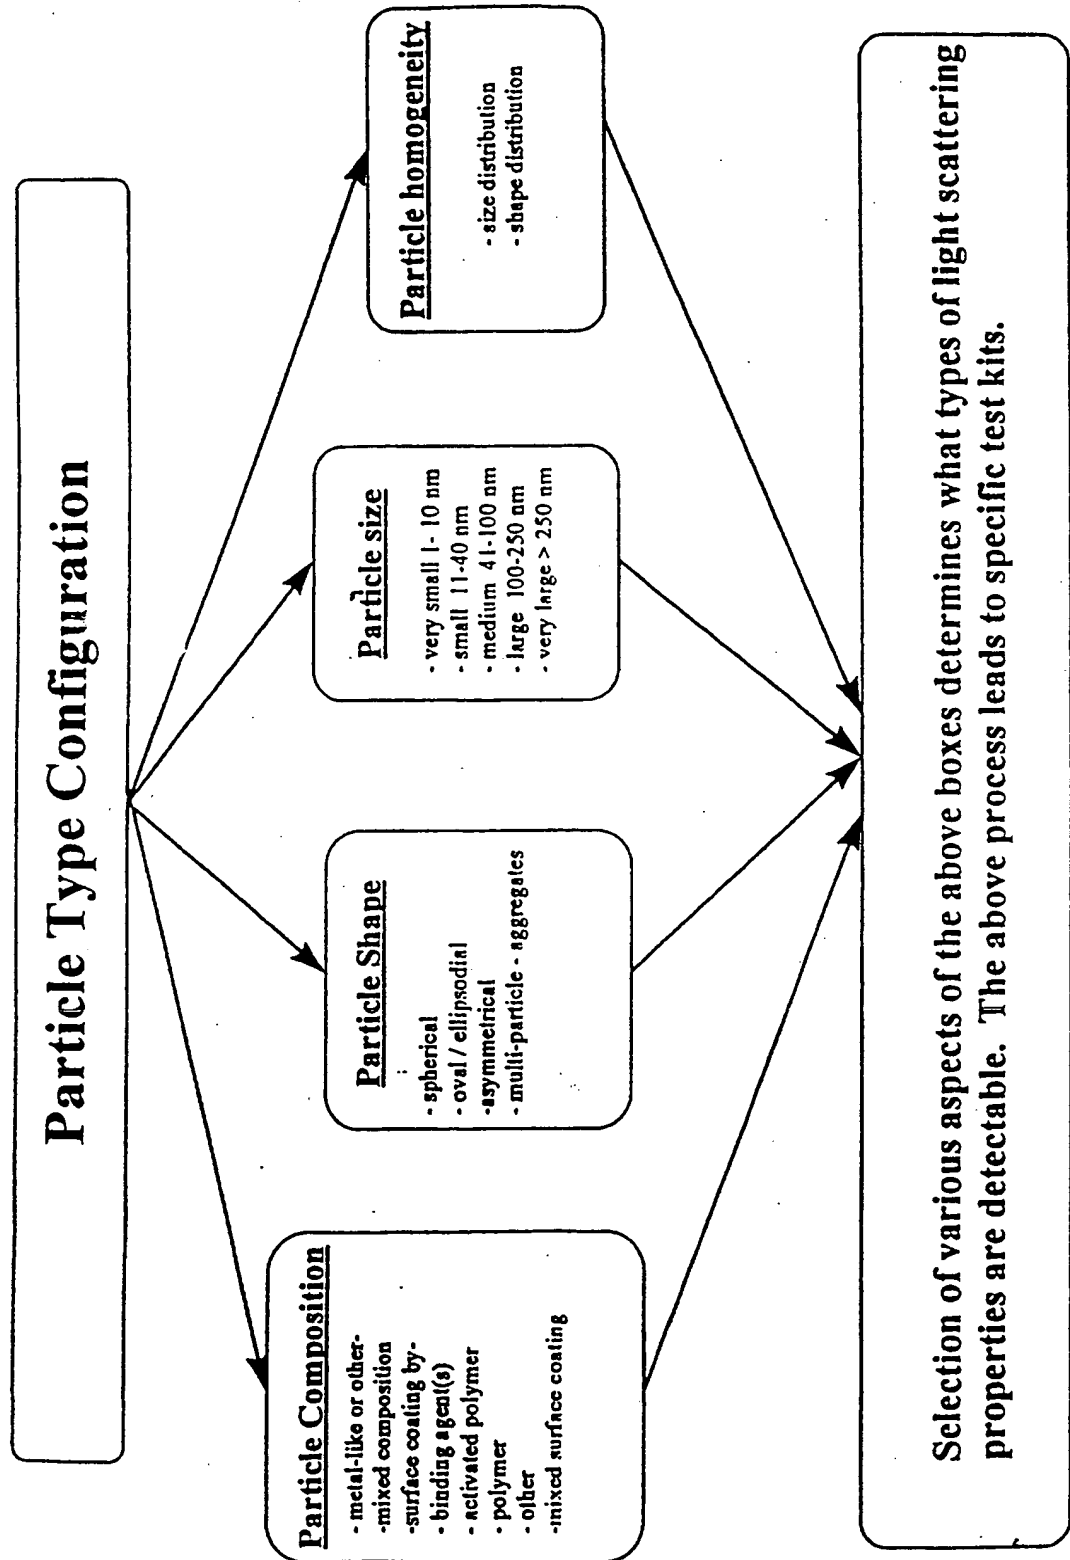 Particle Type Configuration
Particle Composition
- metal-like or other-
-mixed composition
-surface coating by-
- binding agent(s)
- activated polymer
- polymer
- other
-mixed surface coating
Particle Shape
- spherical
- oval / ellipsodial
-asymmetrical
- multi-particle - aggregates
Particle size
- very small 1- 10 nm
- small 11-40 nm
- medium 41-100 nm
- large 100-250 nm
- very large > 250 nm
Particle homogeneity
- size distribution
- shape distribution
Selection of various aspects of the above boxes determines what types of light scattering
properties are detectable. The above process leads to specific test kits.